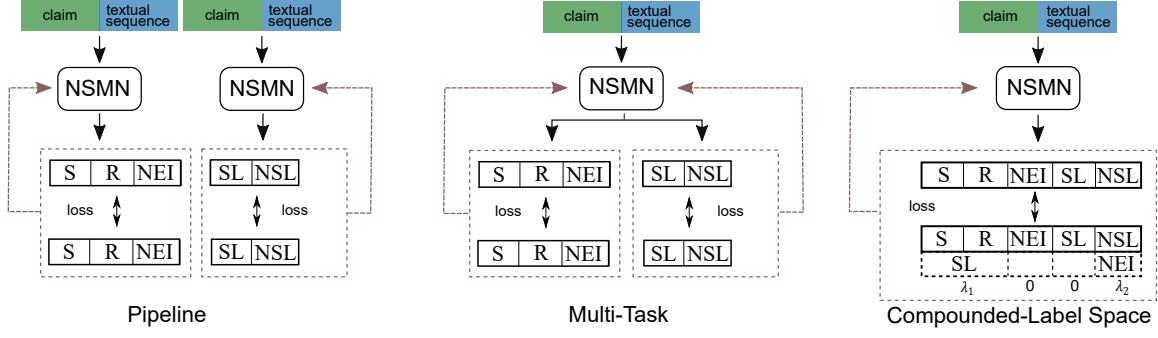 claim textual sequence
NSMN
S R NEI
loss
S R NEI
claim textual sequence
NSMN
SL NSL
loss
SL NSL
Pipeline
claim textual sequence
NSMN
S R NEI
loss
S R NEI
SL NSL
loss
SL NSL
Multi-Task
claim textual sequence
NSMN
S R NEI SL NSL
loss
S R NEI SL NSL
SL NEI
λ1 0 0 λ2
Compounded-Label Space